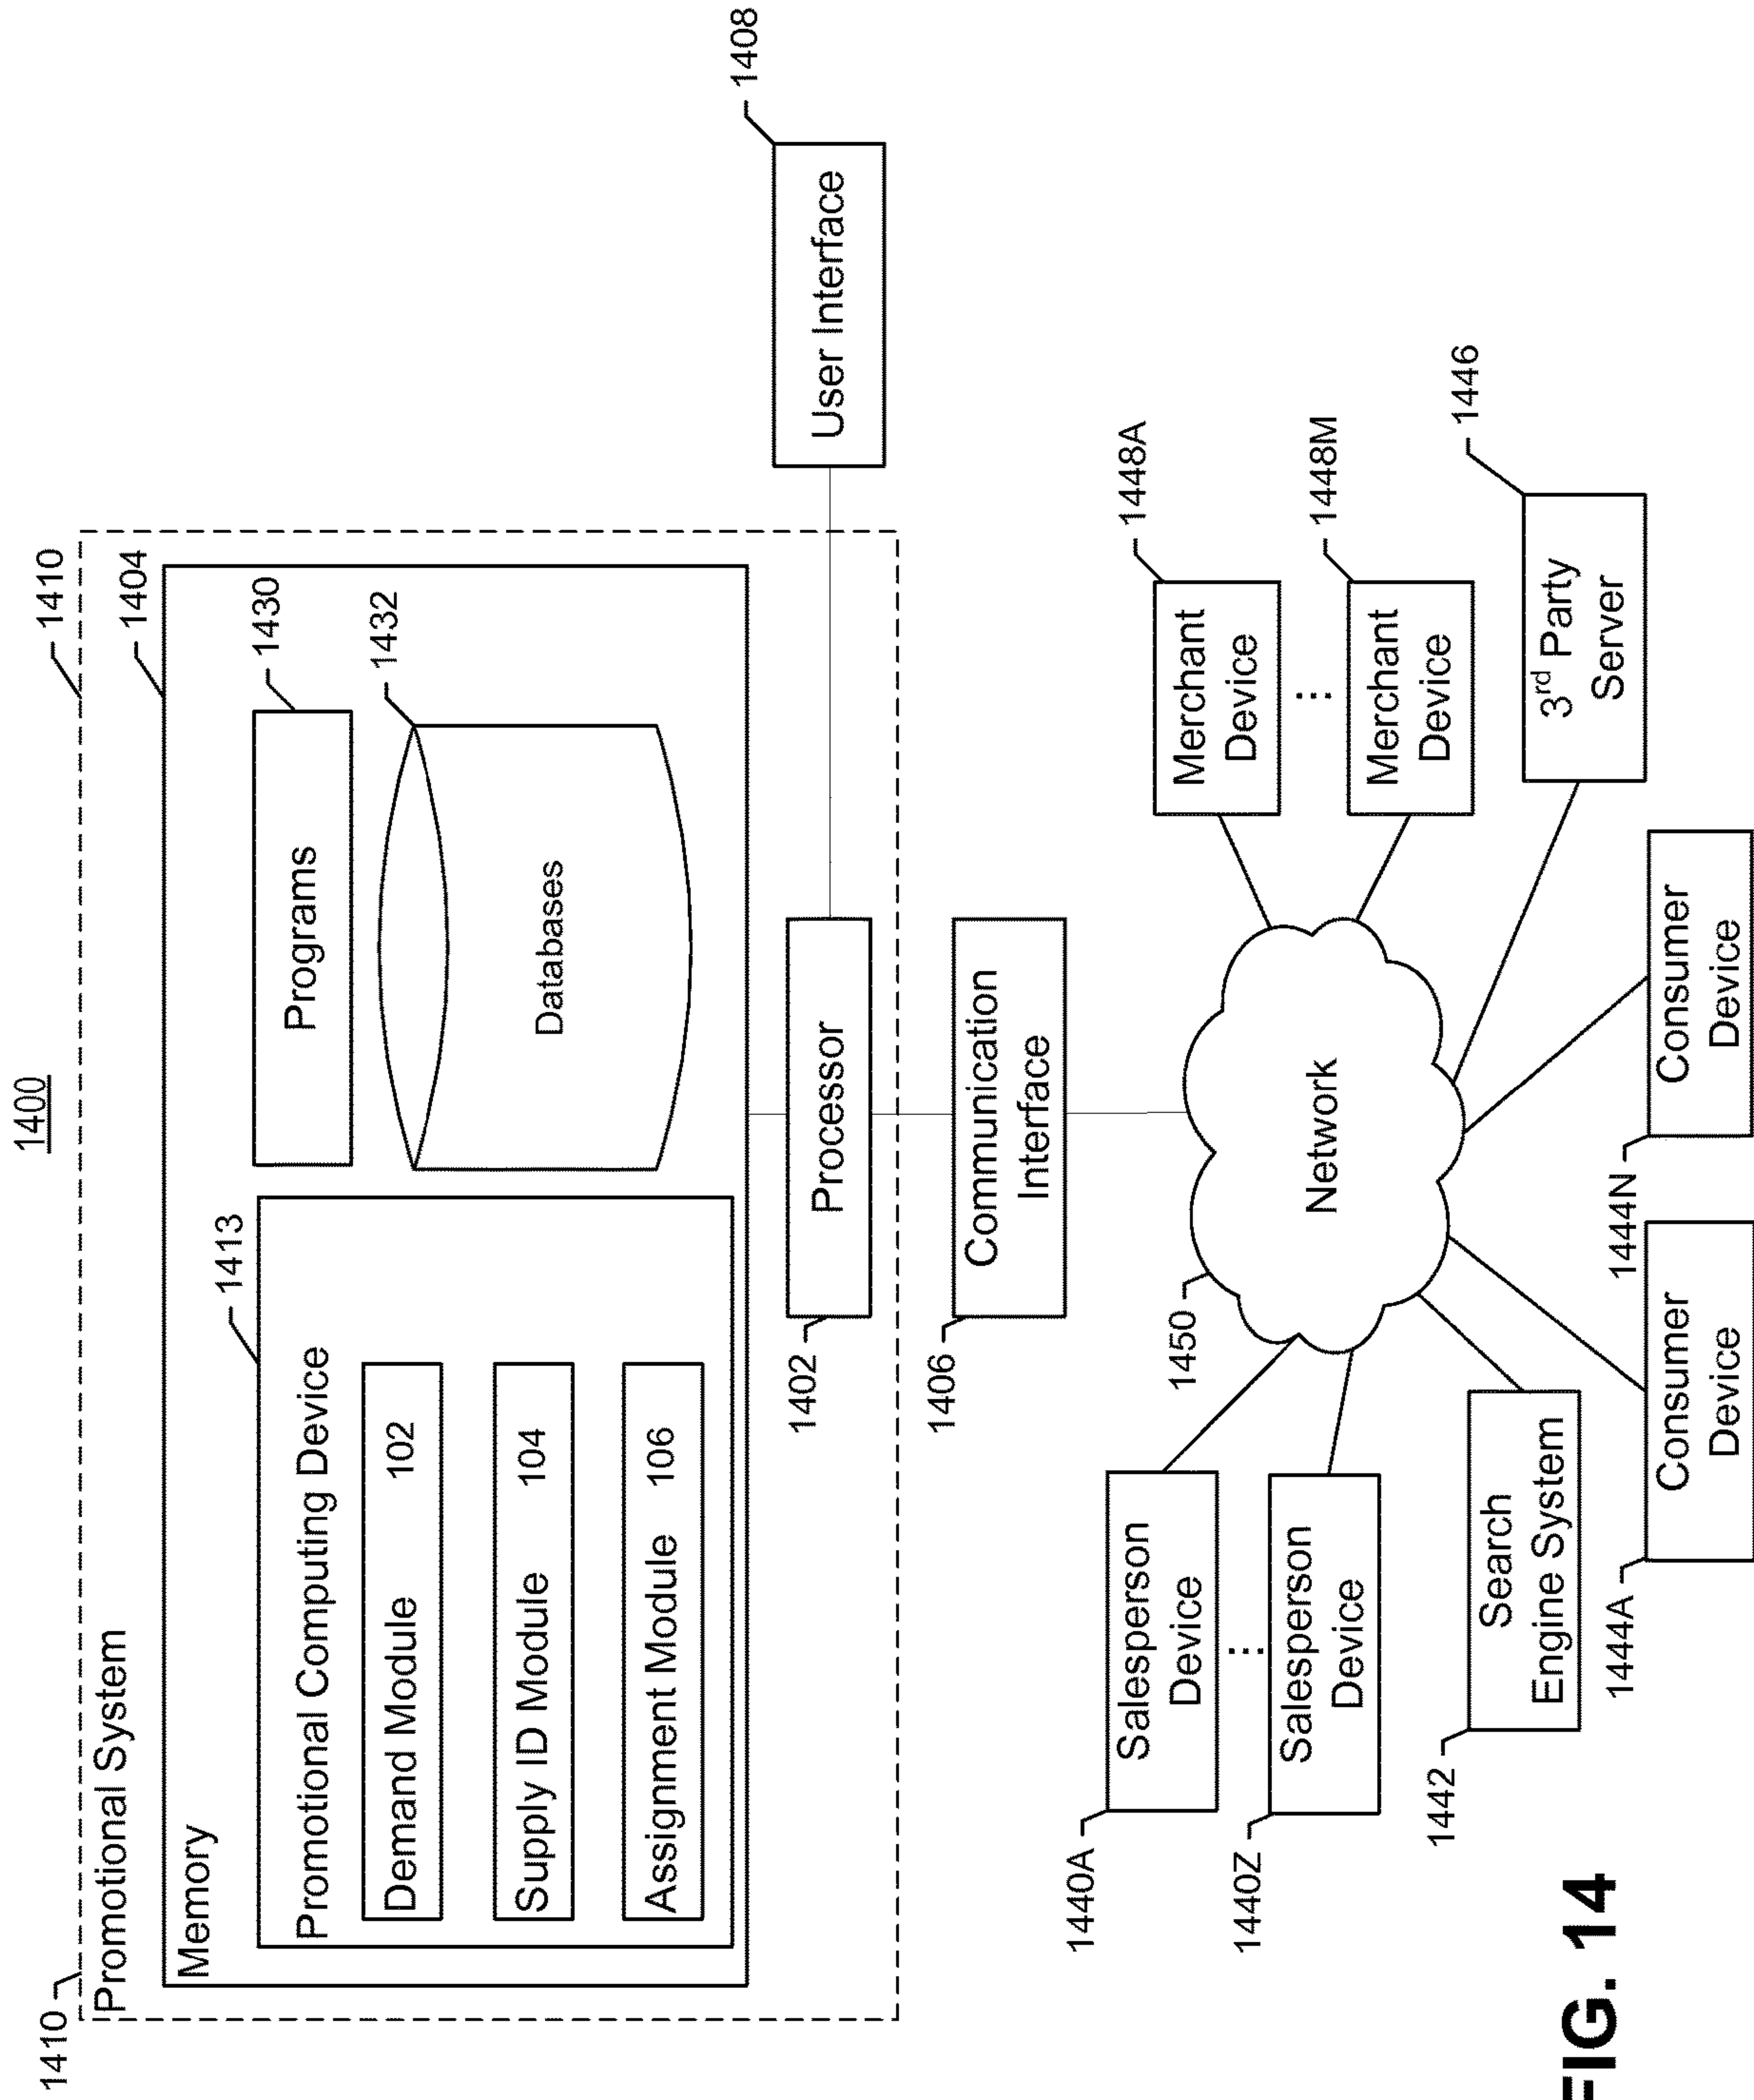 1400
1410
1410
Promotional System
1404
Memory
1413
Promotional Computing Device
Demand Module 102
Supply ID Module 104
Assignment Module 106
Programs
1430
Databases
1432
Processor
1402
User Interface
1408
Communication
Interface
1406
Network
1450
Salesperson
Device
1440A
...
Salesperson
Device
1440Z
Search
Engine System
1442
Consumer
Device
1444A
Consumer
Device
1444N
3rd Party
Server
1446
Merchant
Device
1448A
...
Merchant
Device
1448M
FIG. 14